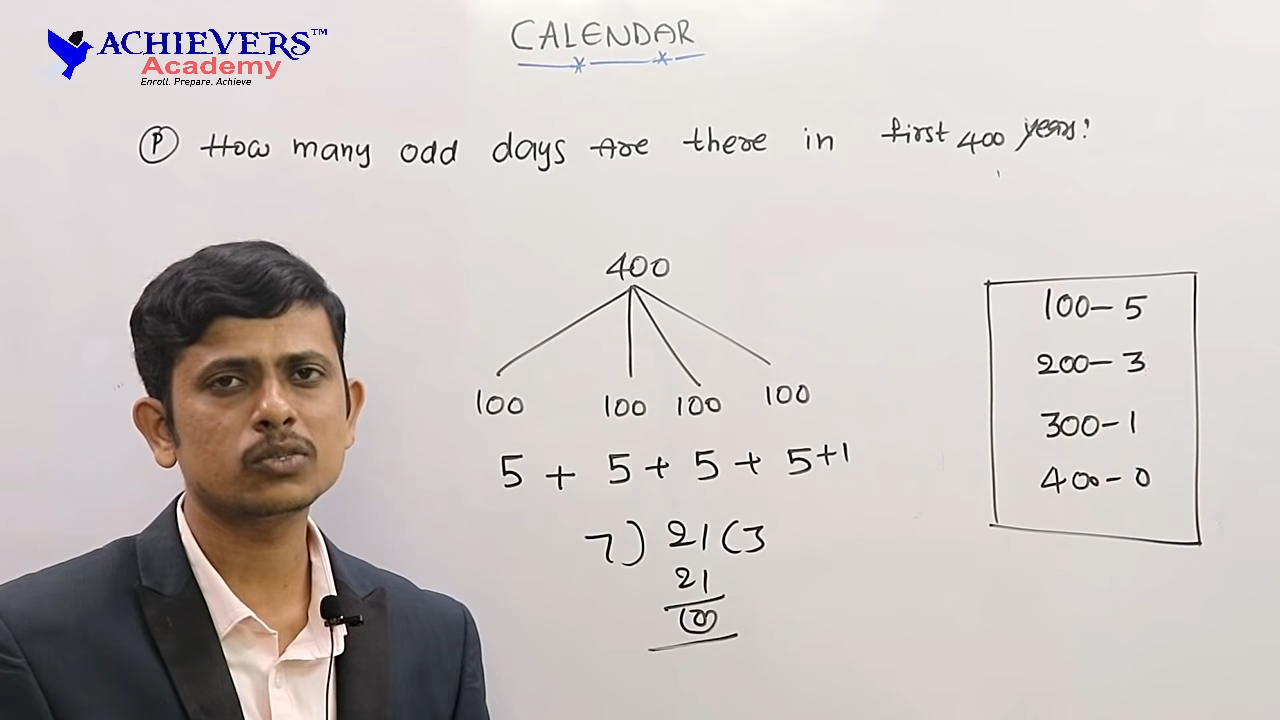 ACHIEVERS™
Academy
Enroll. Prepare. Achieve
CALENDAR
(P) How many odd days are there in first 400 years?
400
100 100 100 100
5 + 5 + 5 + 5+1
7) 21 (3
21
0
100 - 5
200 - 3
300 - 1
400 - 0